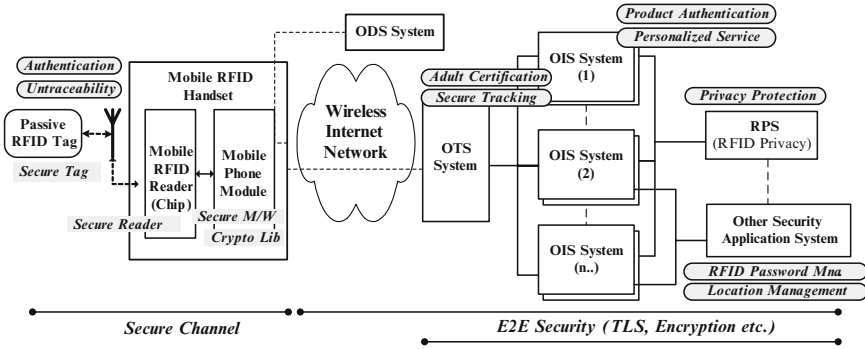 ODS System
Product Authentication
Personalized Service
OIS System
(1)
Authentication
Untraceability
Mobile RFID
Handset
Adult Certification
Secure Tracking
Wireless
Internet
Network
Privacy Protection
Passive
RFID Tag
Secure Tag
Mobile
RFID
Reader
(Chip)
Mobile
Phone
Module
OTS
System
OIS System
(2)
RPS
(RFID Privacy)
Secure Reader
Secure M/W
Crypto Lib
OIS System
(n..)
Other Security
Application System
RFID Password Mna
Location Management
Secure Channel
E2E Security (TLS, Encryption etc.)